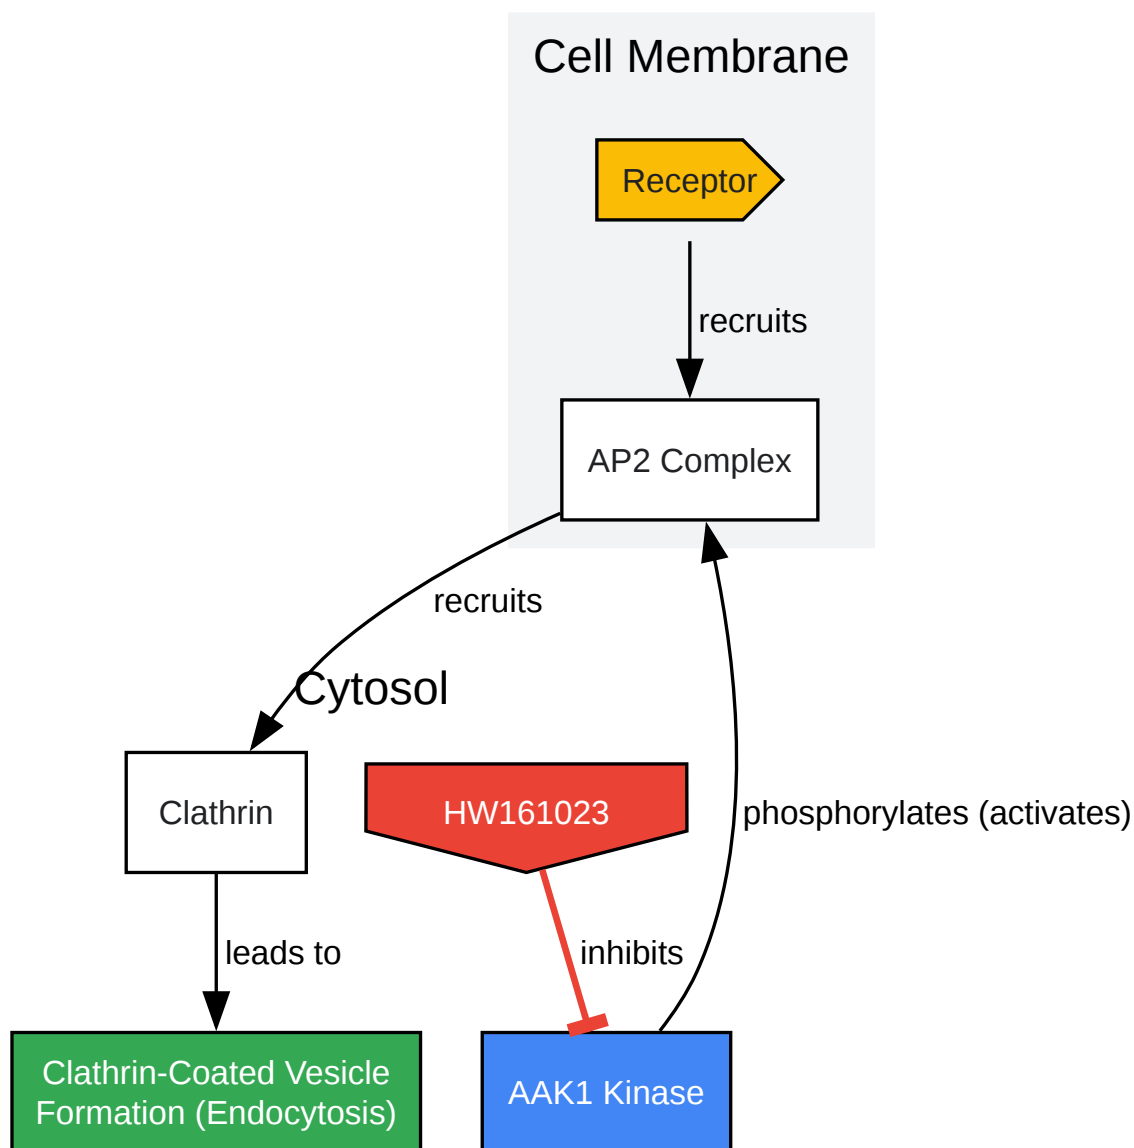 Cell Membrane
Receptor
recruits
AP2 Complex
recruits
Cytosol
Clathrin
HW161023
phosphorylates (activates)
leads to
inhibits
Clathrin-Coated Vesicle
Formation (Endocytosis)
AAK1 Kinase